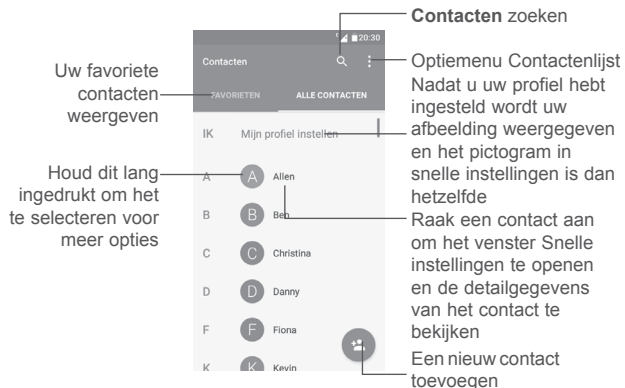 Contacten zoeken
20:30
Contacten
Optiemenu Contactenlijst
Uw favoriete
contacten
weergeven
FAVORIETEN
ALLE CONTACTEN
Nadat u uw profiel hebt
ingesteld wordt uw
afbeelding weergegeven
en het pictogram in
snelle instellingen is dan
hetzelfde
IK Mijn profiel instellen
Houd dit lang
ingedrukt om het
te selecteren voor
meer opties
A A Allen
B B Ben
C C Christina
D D Danny
F F Fiona
K K Kevin
Raak een contact aan
om het venster Snelle
instellingen te openen
en de detailgegevens
van het contact te
bekijken
Een nieuw contact
toevoegen